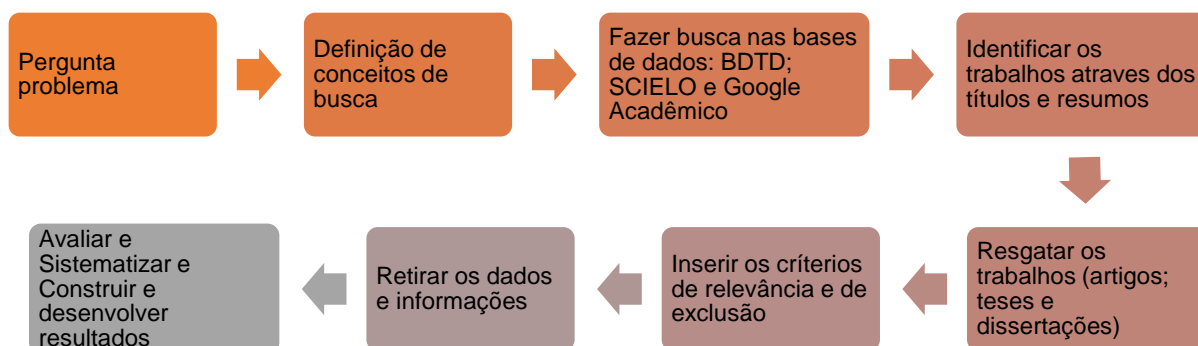 Pergunta
problema
Definição de
conceitos de
busca
Fazer busca nas bases
de dados: BDTD;
SCIELO e Google
Acadêmico
Identificar os
trabalhos atraves dos
títulos e resumos
Resgatar os
trabalhos (artigos;
teses e
dissertações)
Inserir os críterios
de relevância e de
exclusão
Retirar os dados
e informações
Avaliar e
Sistematizar e
Construir e
desenvolver
resultados